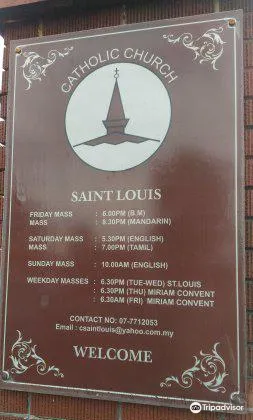 CATHOLIC CHURCH
SAINT LOUIS
FRIDAY MASS : 6.00PM (B.M)
MASS : 8.30PM (MANDARIN)
SATURDAY MASS : 5.30PM (ENGLISH)
MASS : 7.00PM (TAMIL)
SUNDAY MASS : 10.00AM (ENGLISH)
WEEKDAY MASSES : 6.30PM (TUE-WED) ST.LOUIS
: 6.30PM (THU) MIRIAM CONVENT
: 6.30AM (FRI) MIRIAM CONVENT
CONTACT NO: 07-7712053
Email : csaintlouis@yahoo.com.my
WELCOME
Tripadvisor